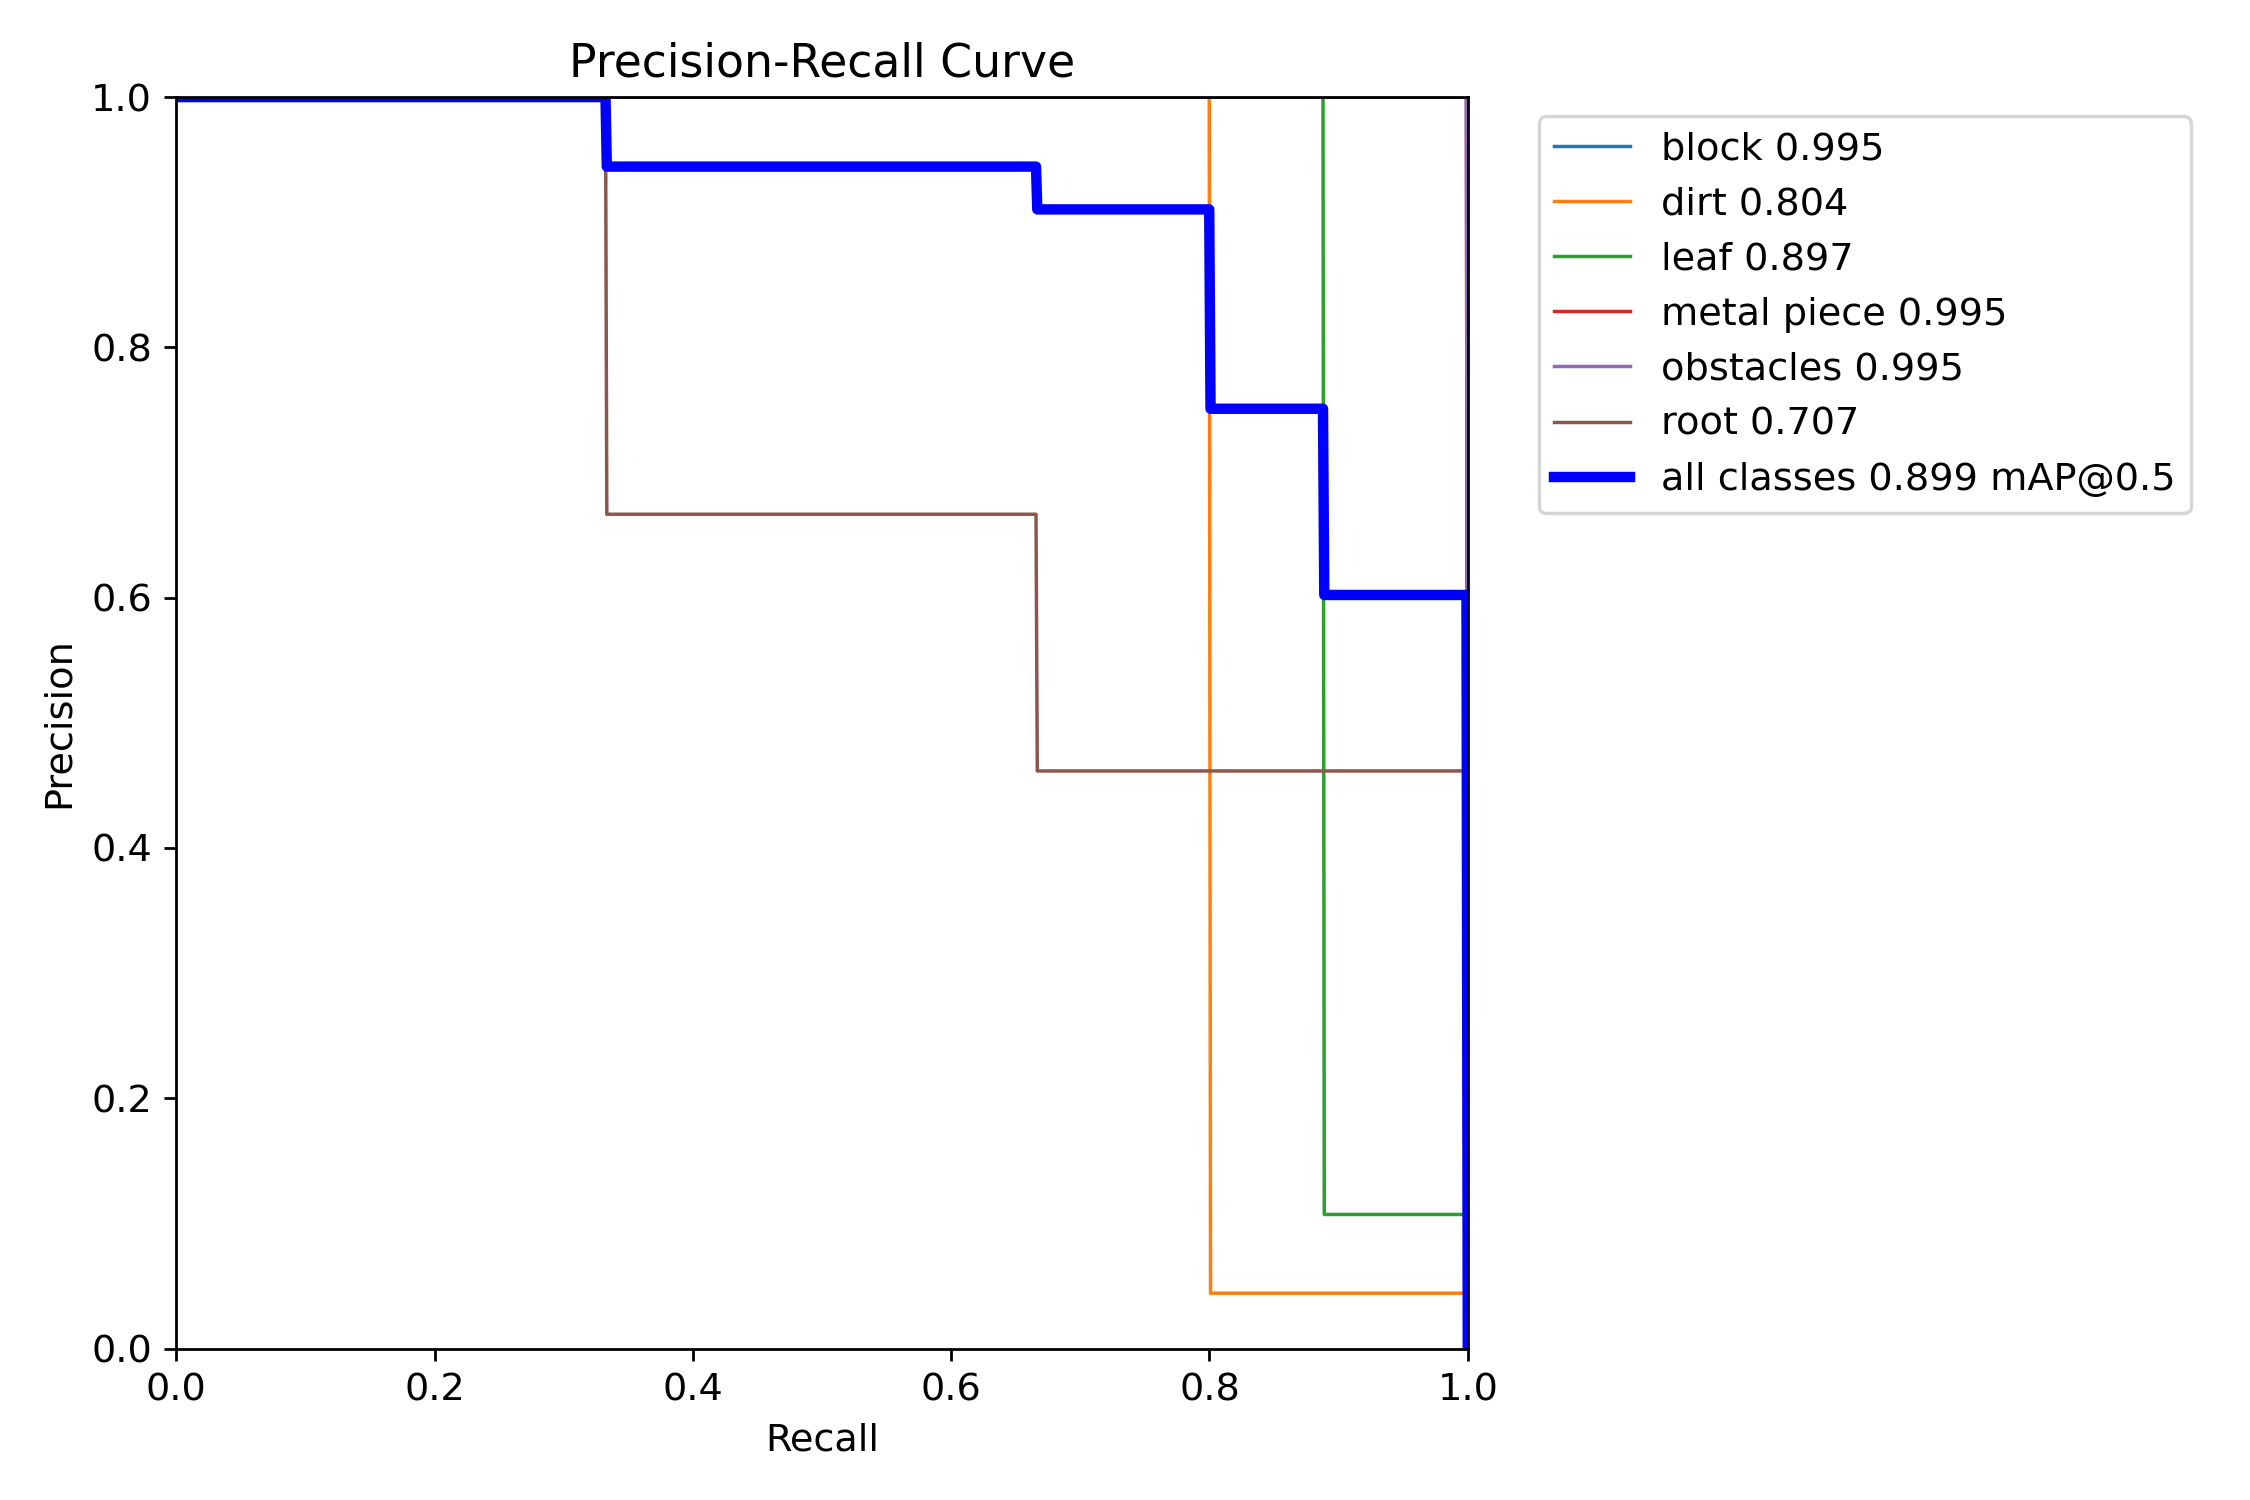 Precision-Recall Curve
1.0
0.8
0.6
0.4
0.2
0.0
Precision
0.0 0.2 0.4 0.6 0.8 1.0
Recall
block 0.995
dirt 0.804
leaf 0.897
metal piece 0.995
obstacles 0.995
root 0.707
all classes 0.899 mAP@0.5